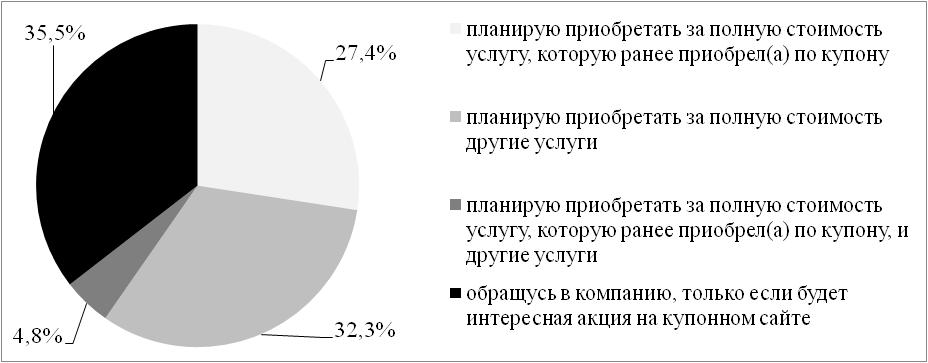 35,5%
27,4%
4,8%
32,3%
планирую приобретать за полную стоимость
услугу, которую ранее приобрел(а) по купону
планирую приобретать за полную стоимость
другие услуги
планирую приобретать за полную стоимость
услугу, которую ранее приобрел(а) по купону, и
другие услуги
обращусь в компанию, только если будет
интересная акция на купонном сайте